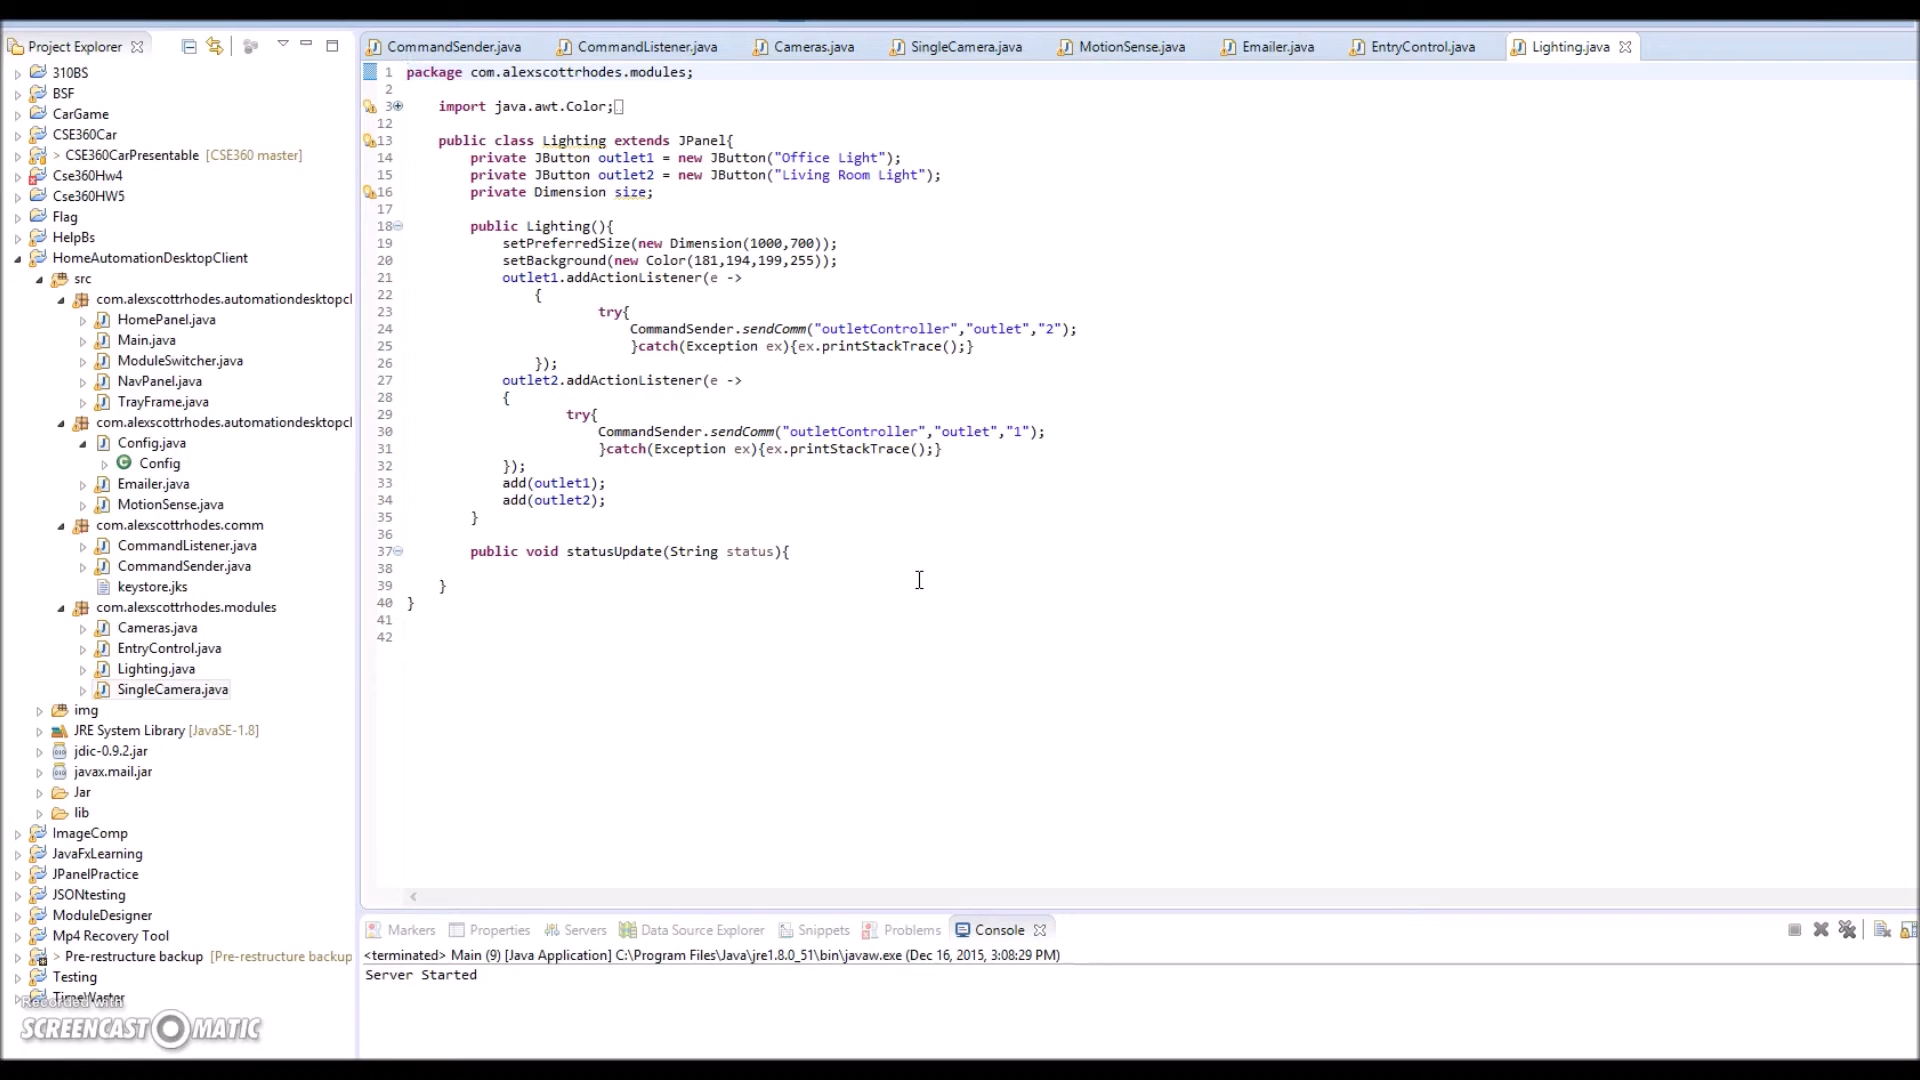 Project Explorer
310BS
BSF
CarGame
CSE360Car
> CSE360CarPresentable [CSE360 master]
Cse360Hw4
Cse360HW5
Flag
HelpBs
HomeAutomationDesktopClient
src
com.alexscottrhodes.automationdesktopcl
HomePanel.java
Main.java
ModuleSwitcher.java
NavPanel.java
TrayFrame.java
com.alexscottrhodes.automationdesktopcl
Config.java
Config
Emailer.java
MotionSense.java
com.alexscottrhodes.comm
CommandListener.java
CommandSender.java
keystore.jks
com.alexscottrhodes.modules
Cameras.java
EntryControl.java
Lighting.java
SingleCamera.java
img
JRE System Library [JavaSE-1.8]
jdic-0.9.2.jar
javax.mail.jar
Jar
lib
ImageComp
JavaFxLearning
JPanelPractice
JSONtesting
ModuleDesigner
Mp4 Recovery Tool
> Pre-restructure backup [Pre-restructure backup
Testing
TimeWaster
Recorded with
SCREENCAST MATIC
CommandSender.java CommandListener.java Cameras.java SingleCamera.java MotionSense.java Emailer.java EntryControl.java Lighting.java
1 package com.alexscottrhodes.modules;
2
3 import java.awt.Color;
12
13 public class Lighting extends JPanel{
14 private JButton outlet1 = new JButton("Office Light");
15 private JButton outlet2 = new JButton("Living Room Light");
16 private Dimension size;
17
18 public Lighting(){
19 setPreferredSize(new Dimension(1000,700));
20 setBackground(new Color(181,194,199,255));
21 outlet1.addActionListener(e ->
22 {
23 try{
24 CommandSender.sendComm("outletController","outlet","2");
25 }catch(Exception ex){ex.printStackTrace();}
26 });
27 outlet2.addActionListener(e ->
28 {
29 try{
30 CommandSender.sendComm("outletController","outlet","1");
31 }catch(Exception ex){ex.printStackTrace();}
32 });
33 add(outlet1);
34 add(outlet2);
35 }
36
37 public void statusUpdate(String status){
38
39 }
40 }
41
42
Markers Properties Servers Data Source Explorer Snippets Problems Console
<terminated> Main (9) [Java Application] C:\Program Files\Java\jre1.8.0_51\bin\javaw.exe (Dec 16, 2015, 3:08:29 PM)
Server Started